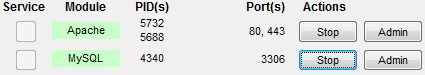 Service Module PID(s) Port(s) Actions
Apache 5732 5688 80, 443 Stop Admin
MySQL 4340 3306 Stop Admin